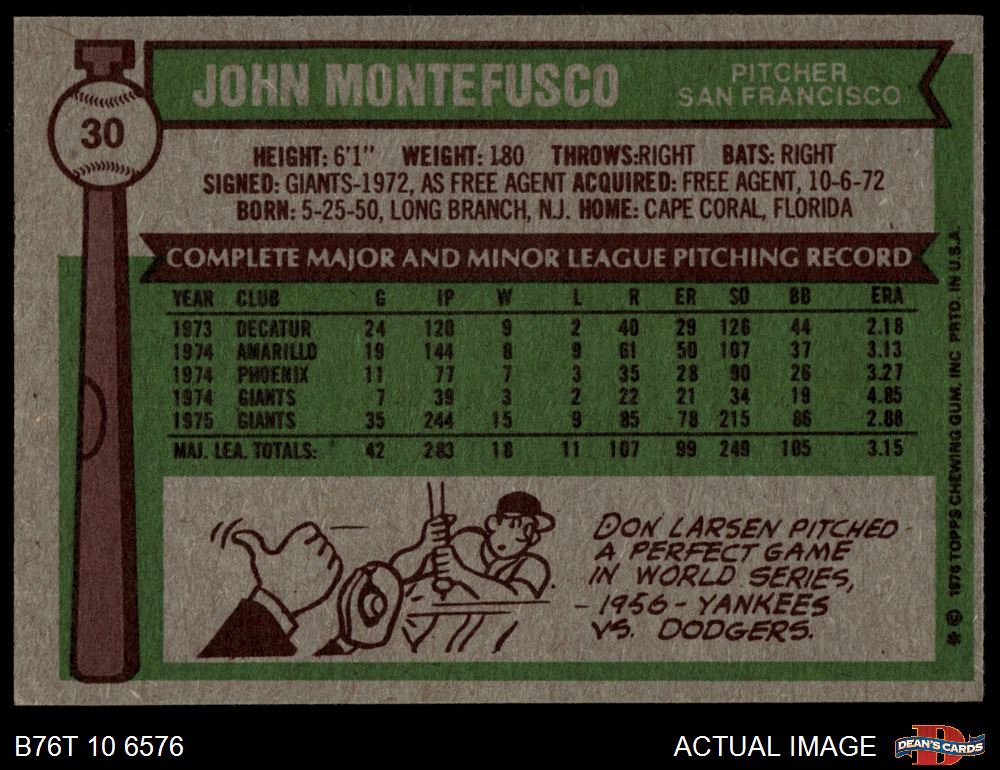 30
JOHN MONTEFUSCO
PITCHER
SAN FRANCISCO
HEIGHT: 6'1" WEIGHT: 180 THROWS:RIGHT BATS: RIGHT
SIGNED: GIANTS-1972, AS FREE AGENT ACQUIRED: FREE AGENT, 10-6-72
BORN: 5-25-50, LONG BRANCH, N.J. HOME: CAPE CORAL, FLORIDA
COMPLETE MAJOR AND MINOR LEAGUE PITCHING RECORD
YEAR CLUB G IP W L R ER SO BB ERA
1973 DECATUR 24 120 9 2 40 29 126 44 2.18
1974 AMARILLO 19 144 8 9 61 50 107 37 3.13
1974 PHOENIX 11 77 7 3 35 28 90 26 3.27
1974 GIANTS 7 39 3 2 22 21 34 19 4.85
1975 GIANTS 35 244 15 9 85 78 215 86 2.88
MAJ. LEA. TOTALS: 42 283 18 11 107 99 249 105 3.15
DON LARSEN PITCHED
A PERFECT GAME
IN WORLD SERIES,
-1956- YANKEES
VS. DODGERS.
* © 1976 TOPPS CHEWING GUM, INC PRTD. IN U.S.A.
B76T 10 6576
ACTUAL IMAGE
DEAN'S CARDS